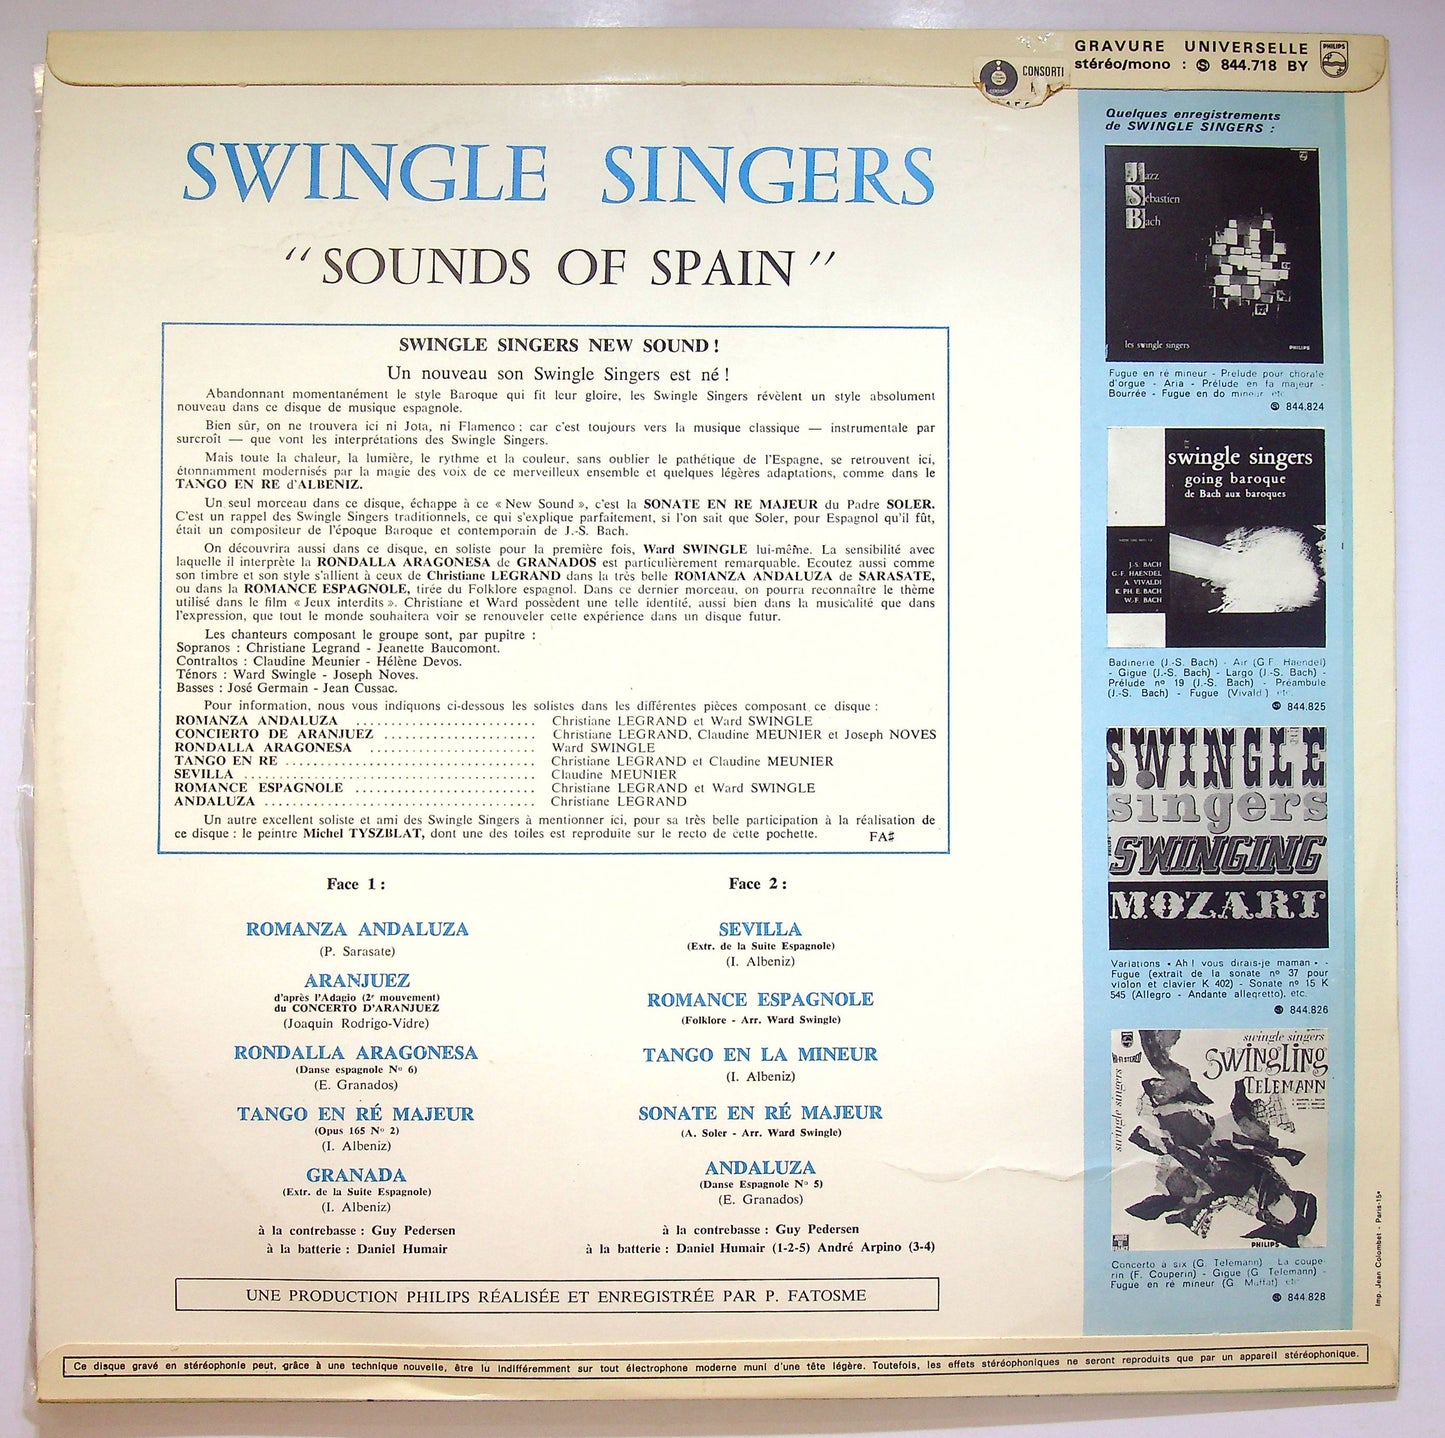 GRAVURE UNIVERSELLE
stéréo/mono : S 844.718 BY
PHILIPS
CONSORTI
SWINGLE SINGERS
"SOUNDS OF SPAIN"
SWINGLE SINGERS NEW SOUND !
Un nouveau son Swingle Singers est né !
Abandonnant momentanément le style Baroque qui fit leur gloire, les Swingle Singers révèlent un style absolument
nouveau dans ce disque de musique espagnole.
Bien sûr, on ne trouvera ici ni Jota, ni Flamenco : car c'est toujours vers la musique classique — instrumentale par
surcroît — que vont les interprétations des Swingle Singers.
Mais toute la chaleur, la lumière, le rythme et la couleur, sans oublier le pathétique de l'Espagne, se retrouvent ici,
étonnamment modernisés par la magie des voix de ce merveilleux ensemble et quelques légères adaptations, comme dans le
TANGO EN RE d'ALBENIZ.
Un seul morceau dans ce disque, échappe à ce « New Sound », c'est la SONATE EN RE MAJEUR du Padre SOLER.
C'est un rappel des Swingle Singers traditionnels, ce qui s'explique parfaitement, si l'on sait que Soler, pour Espagnol qu'il fût,
était un compositeur de l'époque Baroque et contemporain de J.-S. Bach.
On découvrira aussi dans ce disque, en soliste pour la première fois, Ward SWINGLE lui-même. La sensibilité avec
laquelle il interprète la RONDALLA ARAGONESA de GRANADOS est particulièrement remarquable. Ecoutez aussi comme
son timbre et son style s'allient à ceux de Christiane LEGRAND dans la très belle ROMANZA ANDALUZA de SARASATE,
ou dans la ROMANCE ESPAGNOLE, tirée du Folklore espagnol. Dans ce dernier morceau, on pourra reconnaître le thème
utilisé dans le film « Jeux interdits ». Christiane et Ward possèdent une telle identité, aussi bien dans la musicalité que dans
l'expression, que tout le monde souhaitera voir se renouveler cette expérience dans un disque futur.
Les chanteurs composant le groupe sont, par pupitre :
Sopranos : Christiane Legrand - Jeanette Baucomont.
Contraltos : Claudine Meunier - Hélène Devos.
Ténors : Ward Swingle - Joseph Noves.
Basses : José Germain - Jean Cussac.
Pour information, nous vous indiquons ci-dessous les solistes dans les différentes pièces composant ce disque :
ROMANZA ANDALUZA ........................ Christiane LEGRAND et Ward SWINGLE
CONCIERTO DE ARANJUEZ .................... Christiane LEGRAND, Claudine MEUNIER et Joseph NOVES
RONDALLA ARAGONESA ...................... Ward SWINGLE
TANGO EN RE ................................. Christiane LEGRAND et Claudine MEUNIER
SEVILLA ....................................... Claudine MEUNIER
ROMANCE ESPAGNOLE ........................ Christiane LEGRAND et Ward SWINGLE
ANDALUZA .................................... Christiane LEGRAND
Un autre excellent soliste et ami des Swingle Singers à mentionner ici, pour sa très belle participation à la réalisation de
ce disque : le peintre Michel TYSZBLAT, dont une des toiles est reproduite sur le recto de cette pochette. FA♯
Face 1 :
ROMANZA ANDALUZA
(P. Sarasate)
ARANJUEZ
d'après l'Adagio (2e mouvement)
du CONCERTO D'ARANJUEZ
(Joaquin Rodrigo-Vidre)
RONDALLA ARAGONESA
(Danse espagnole No 6)
(E. Granados)
TANGO EN RÉ MAJEUR
(Opus 165 No 2)
(I. Albeniz)
GRANADA
(Extr. de la Suite Espagnole)
(I. Albeniz)
à la contrebasse : Guy Pedersen
à la batterie : Daniel Humair
Face 2 :
SEVILLA
(Extr. de la Suite Espagnole)
(I. Albeniz)
ROMANCE ESPAGNOLE
(Folklore - Arr. Ward Swingle)
TANGO EN LA MINEUR
(I. Albeniz)
SONATE EN RÉ MAJEUR
(A. Soler - Arr. Ward Swingle)
ANDALUZA
(Danse Espagnole No 5)
(E. Granados)
à la contrebasse : Guy Pedersen
à la batterie : Daniel Humair (1-2-5) André Arpino (3-4)
UNE PRODUCTION PHILIPS RÉALISÉE ET ENREGISTRÉE PAR P. FATOSME
Quelques enregistrements
de SWINGLE SINGERS :
Jazz
Sébastien
Bach
les swingle singers
PHILIPS
Fugue en ré mineur - Prélude pour chorale
d'orgue - Aria - Prélude en fa majeur -
Bourrée - Fugue en do mineur etc.
S 844.824
swingle singers
going baroque
de Bach aux baroques
J.-S. BACH
G.-F. HAENDEL
A. VIVALDI
K. PH. E. BACH
W.F. BACH
Badinerie (J.-S. Bach) - Air (G.F. Haendel)
- Gigue (J.-S. Bach) - Largo (J.-S. Bach) -
Prélude no 19 (J.-S. Bach) - Préambule
(J.-S. Bach) - Fugue (Vivaldi) etc.
S 844.825
SWINGLE
singers
SWINGING
MOZART
Variations « Ah ! vous dirais-je maman » -
Fugue (extrait de la sonate no 37 pour
violon et clavier K 402) - Sonate no 15 K
545 (Allegro - Andante allegretto). etc.
S 844.826
HI-FI STEREO
swingle singers
swingle singers
SWINGLING
TELEMANN
PHILIPS
Concerto à six (G. Telemann) La coupe
rin (F. Couperin) - Gigue (G Telemann) -
Fugue en ré mineur (G. Muffat) etc
S 844.828
Imp. Jean Colombet - Paris-15e
Ce disque gravé en stéréophonie peut, grâce à une technique nouvelle, être lu indifféremment sur tout électrophone moderne muni d'une tête légère. Toutefois, les effets stéréophoniques ne seront reproduits que par un appareil stéréophonique.